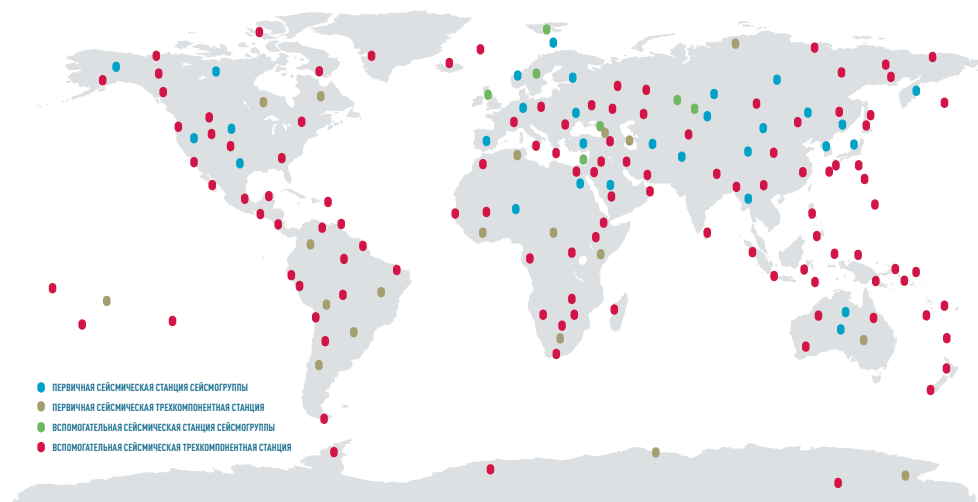 ПЕРВИЧНАЯ СЕЙСМИЧЕСКАЯ СТАНЦИЯ СЕЙСМОГРУППЫ
ПЕРВИЧНАЯ СЕЙСМИЧЕСКАЯ ТРЕХКОМПОНЕНТНАЯ СТАНЦИЯ
ВСПОМОГАТЕЛЬНАЯ СЕЙСМИЧЕСКАЯ СТАНЦИЯ СЕЙСМОГРУППЫ
ВСПОМОГАТЕЛЬНАЯ СЕЙСМИЧЕСКАЯ ТРЕХКОМПОНЕНТНАЯ СТАНЦИЯ